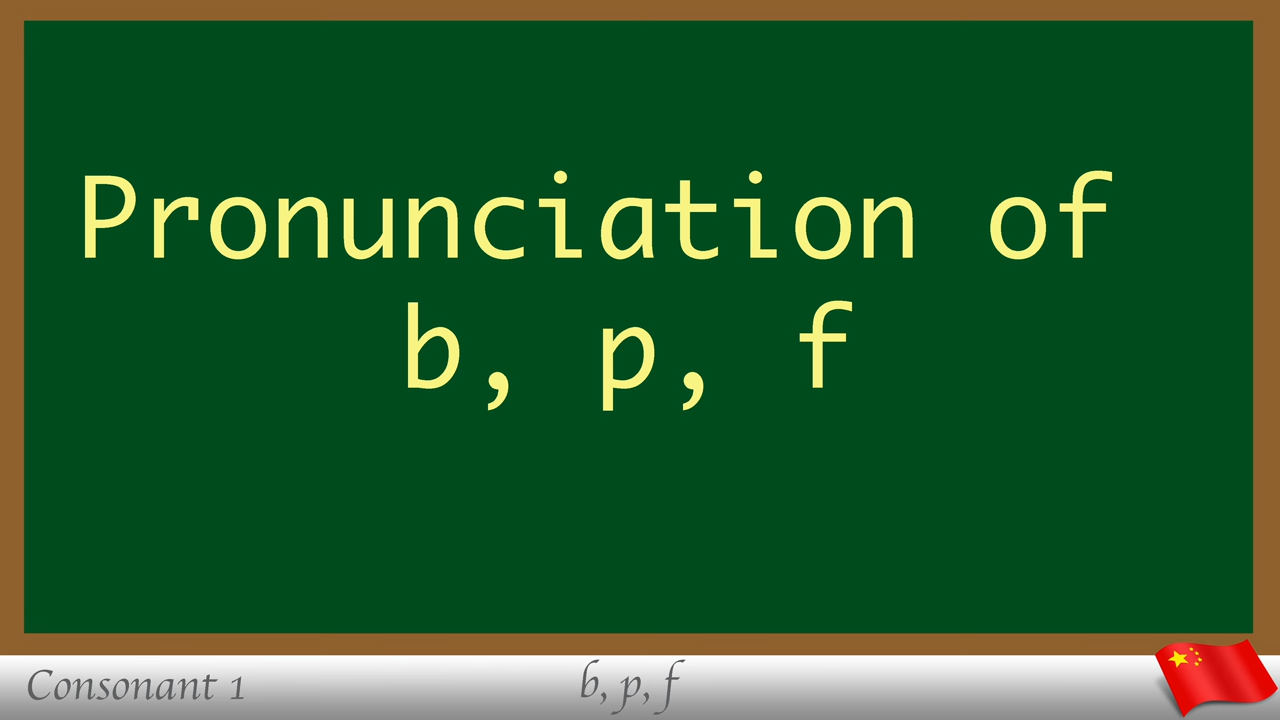 Pronunciation of
b, p, f
Consonant 1
b, p, f